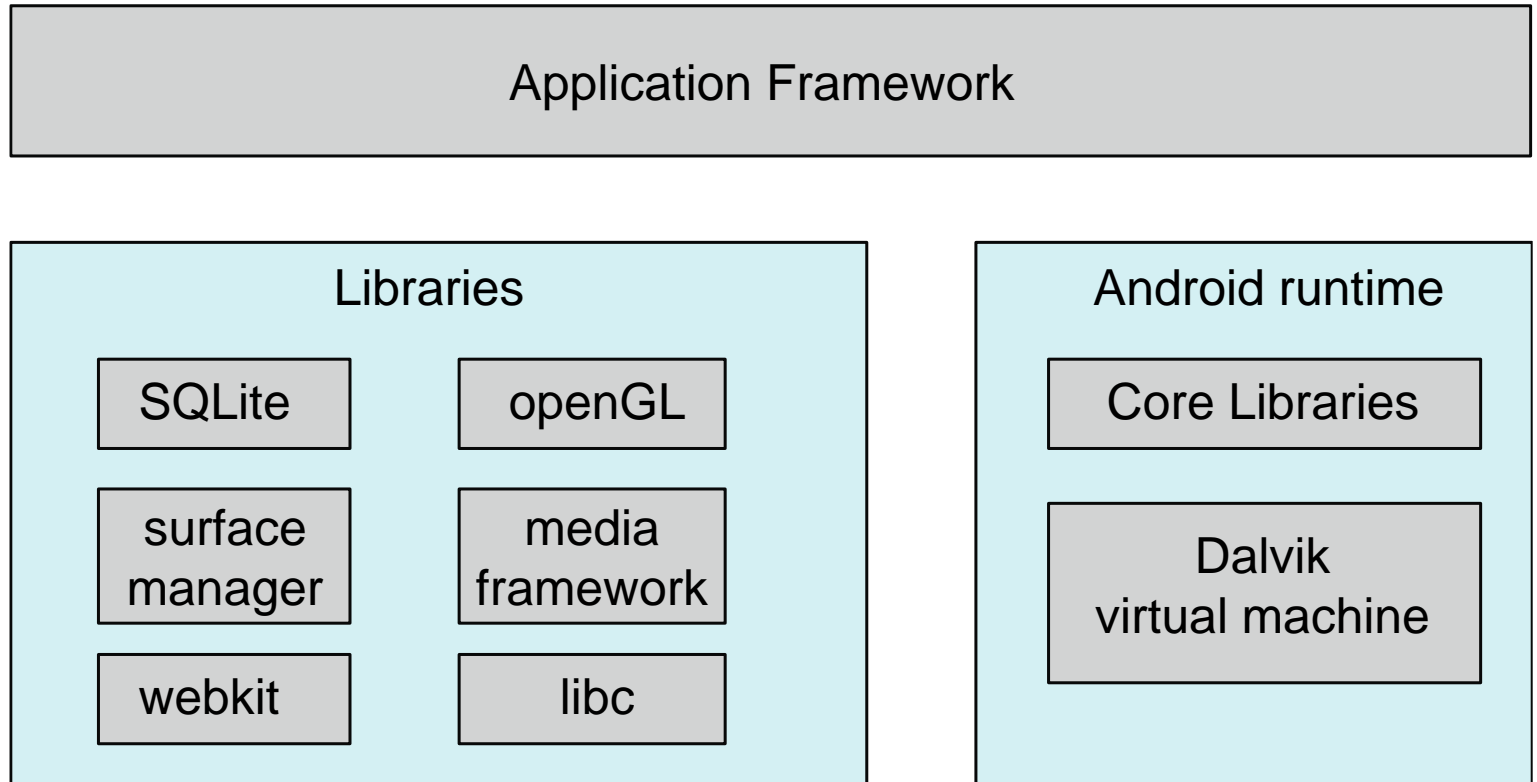 Application Framework
Libraries
SQLite
openGL
surface
manager
media
framework
webkit
libc
Android runtime
Core Libraries
Dalvik
virtual machine